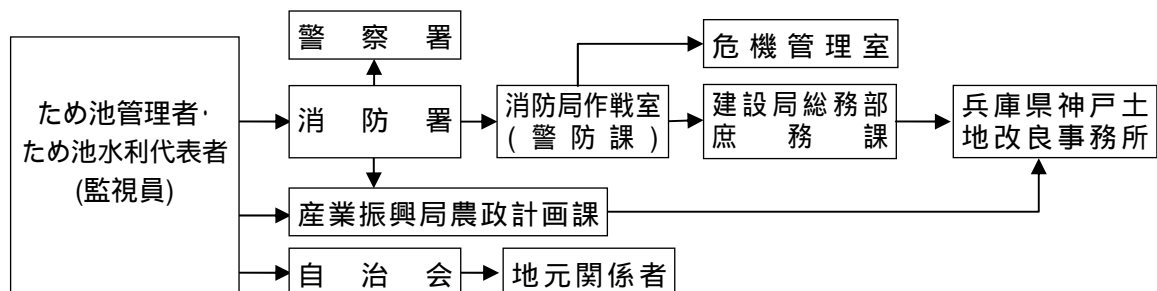 警察署
危機管理室
ため池管理者・
ため池水利代表者
(監視員)
消防署
消防局作戦室
(警防課)
建設局総務部
庶務課
兵庫県神戸土
地改良事務所
産業振興局農政計画課
自治会
地元関係者